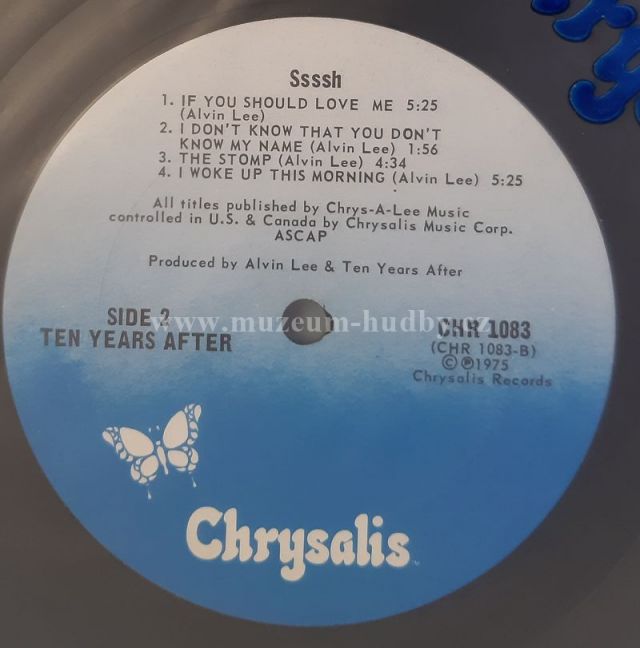 Ssssh
1. IF YOU SHOULD LOVE ME 5:25
(Alvin Lee)
2. I DON'T KNOW THAT YOU DON'T
KNOW MY NAME (Alvin Lee) 1:56
3. THE STOMP (Alvin Lee) 4:34
4. I WOKE UP THIS MORNING (Alvin Lee) 5:25
All titles published by Chrys-A-Lee Music
controlled in U.S. & Canada by Chrysalis Music Corp.
ASCAP
Produced by Alvin Lee & Ten Years After
SIDE 2
TEN YEARS AFTER
www.muzeum-hudby.cz
CHR 1083
(CHR 1083-B)
©℗1975
Chrysalis Records
Chrysalis